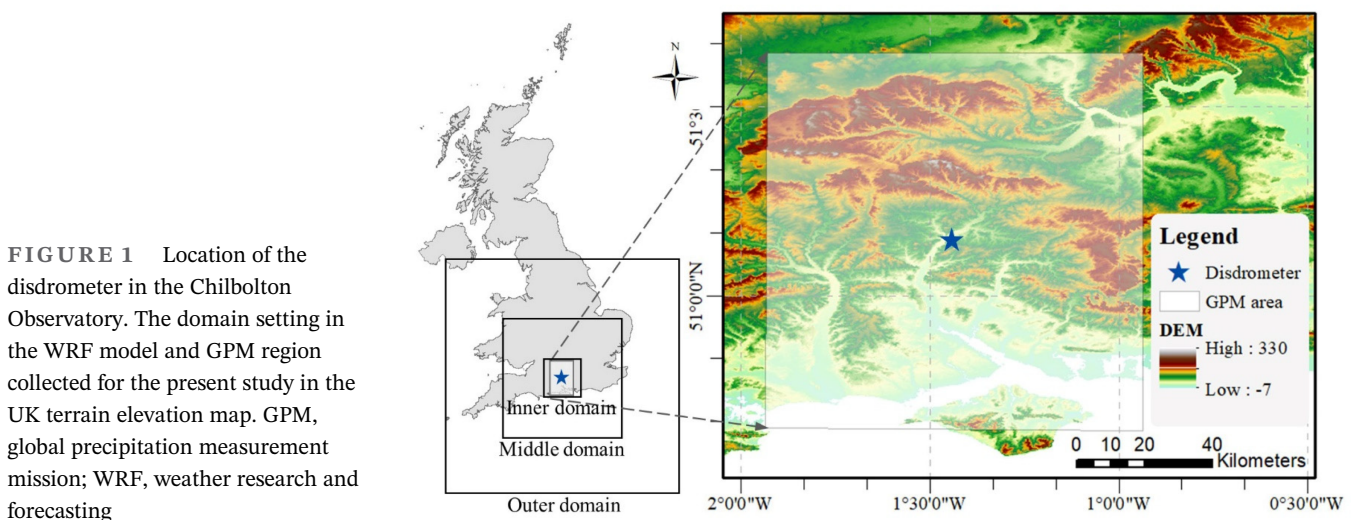 FIGURE 1 Location of the
disdrometer in the Chilbolton
Observatory. The domain setting in
the WRF model and GPM region
collected for the present study in the
UK terrain elevation map. GPM,
global precipitation measurement
mission; WRF, weather research and
forecasting
N
Inner domain
Middle domain
Outer domain
51°3
51°0'0"N
Legend
Disdrometer
GPM area
DEM
High : 330
Low : -7
0 10 20 40
Kilometers
2°0'0"W 1°30'0"W 1°0'0"W 0°30'0"W